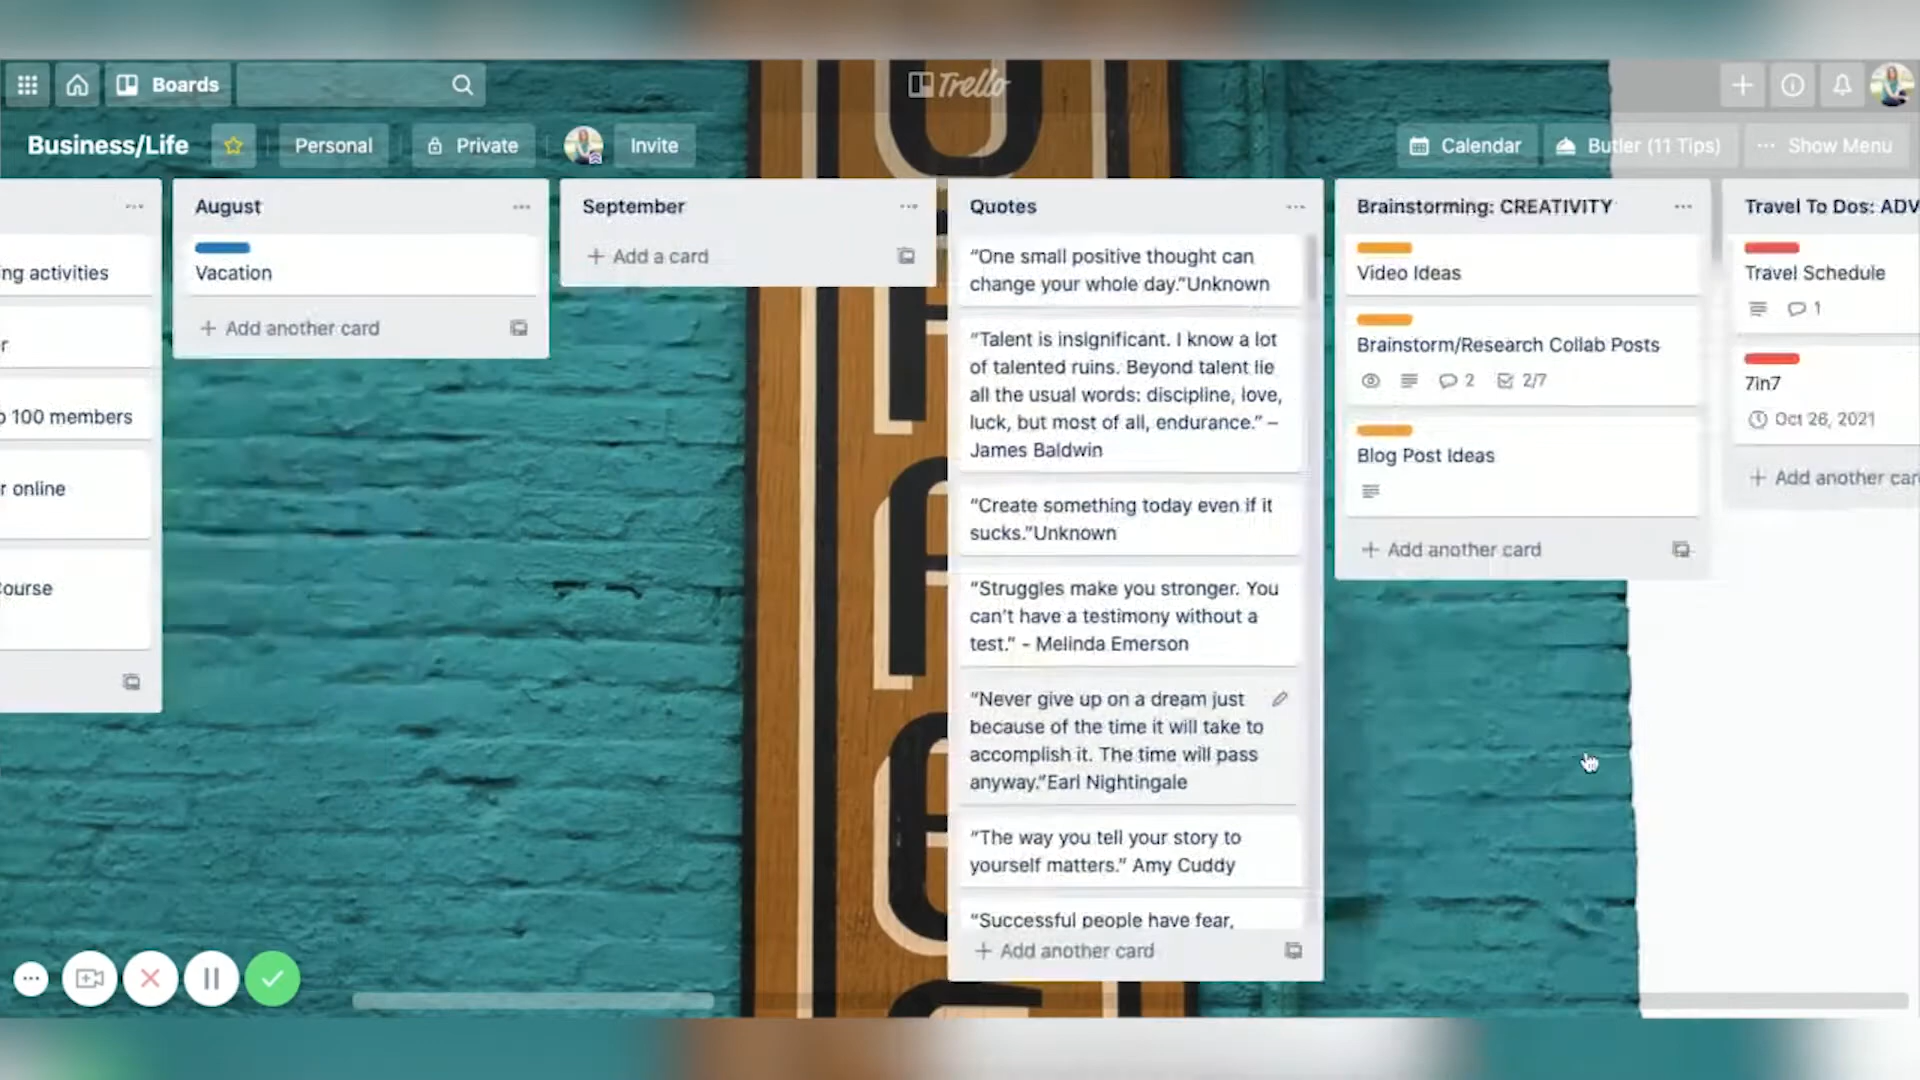 Boards
Trello
Business/Life
Personal
Private
Invite
Calendar
Butler (11 Tips)
Show Menu
ing activities
r
o 100 members
r online
Course
August
Vacation
Add another card
September
Add a card
Quotes
“One small positive thought can
change your whole day.”Unknown
“Talent is insignificant. I know a lot
of talented ruins. Beyond talent lie
all the usual words: discipline, love,
luck, but most of all, endurance.” –
James Baldwin
“Create something today even if it
sucks.”Unknown
“Struggles make you stronger. You
can’t have a testimony without a
test.” - Melinda Emerson
“Never give up on a dream just
because of the time it will take to
accomplish it. The time will pass
anyway.”Earl Nightingale
“The way you tell your story to
yourself matters.” Amy Cuddy
“Successful people have fear,
Add another card
Brainstorming: CREATIVITY
Video Ideas
Brainstorm/Research Collab Posts
2
2/7
Blog Post Ideas
Add another card
Travel To Dos: ADV
Travel Schedule
1
7in7
Oct 26, 2021
Add another car